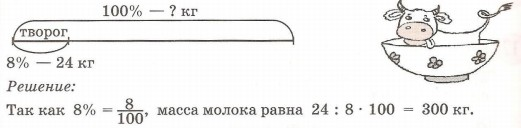 100% — ? кг
творог
8% — 24 кг
Решение:
Так как 8% = 8/100, масса молока равна 24 : 8 · 100 = 300 кг.